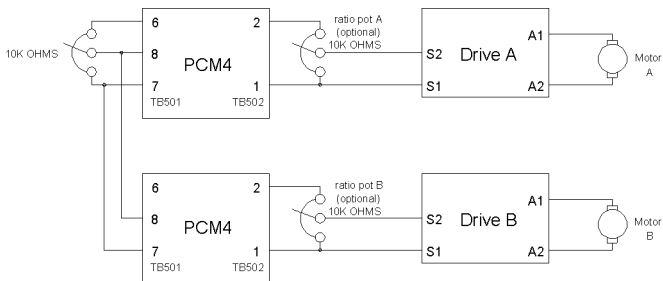 6
2
ratio pot A
(optional)
10K OHMS
A1
10K OHMS
8
PCM4
S2
Drive A
Motor
A
7
1
S1
A2
TB501
TB502
6
2
ratio pot B
(optional)
10K OHMS
A1
8
PCM4
S2
Drive B
Motor
B
7
1
S1
A2
TB501
TB502